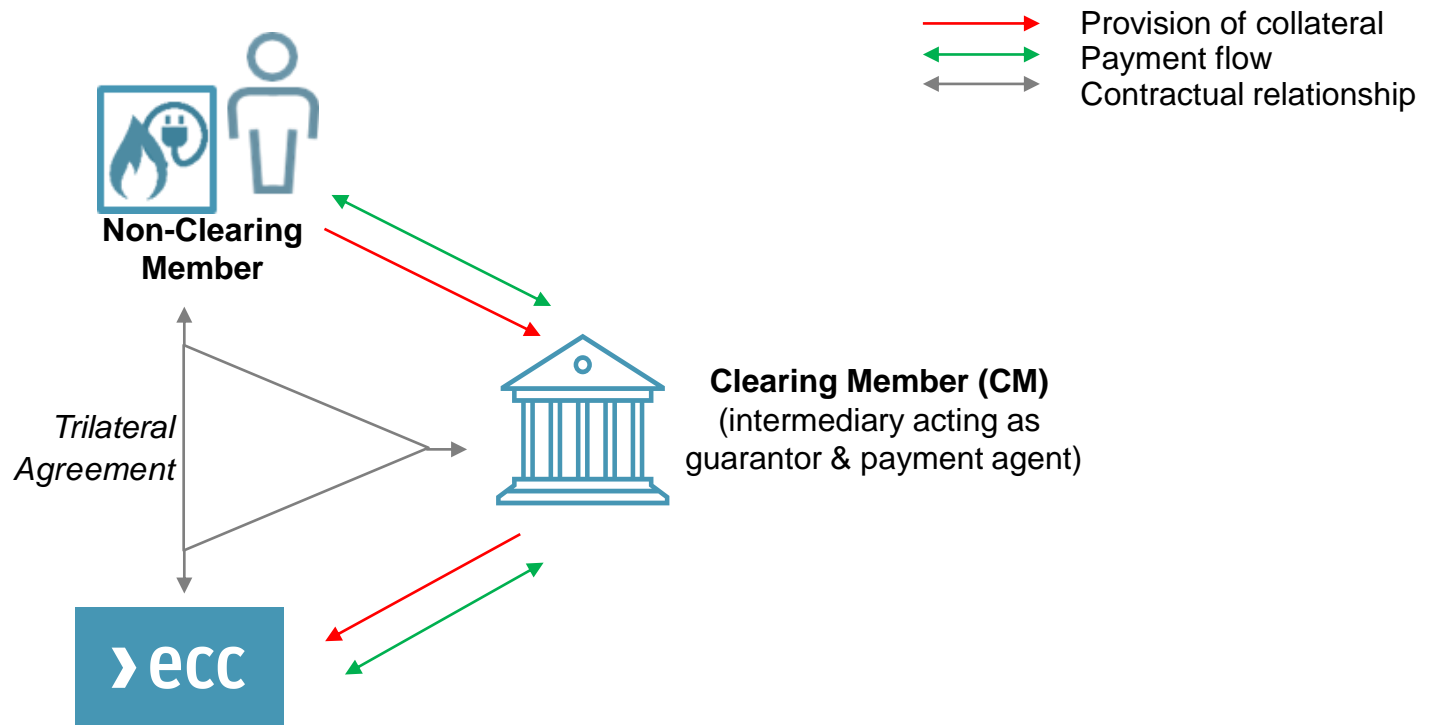 Provision of collateral
Payment flow
Contractual relationship
Non-Clearing
Member
Clearing Member (CM)
(intermediary acting as
guarantor & payment agent)
Trilateral
Agreement
ecc